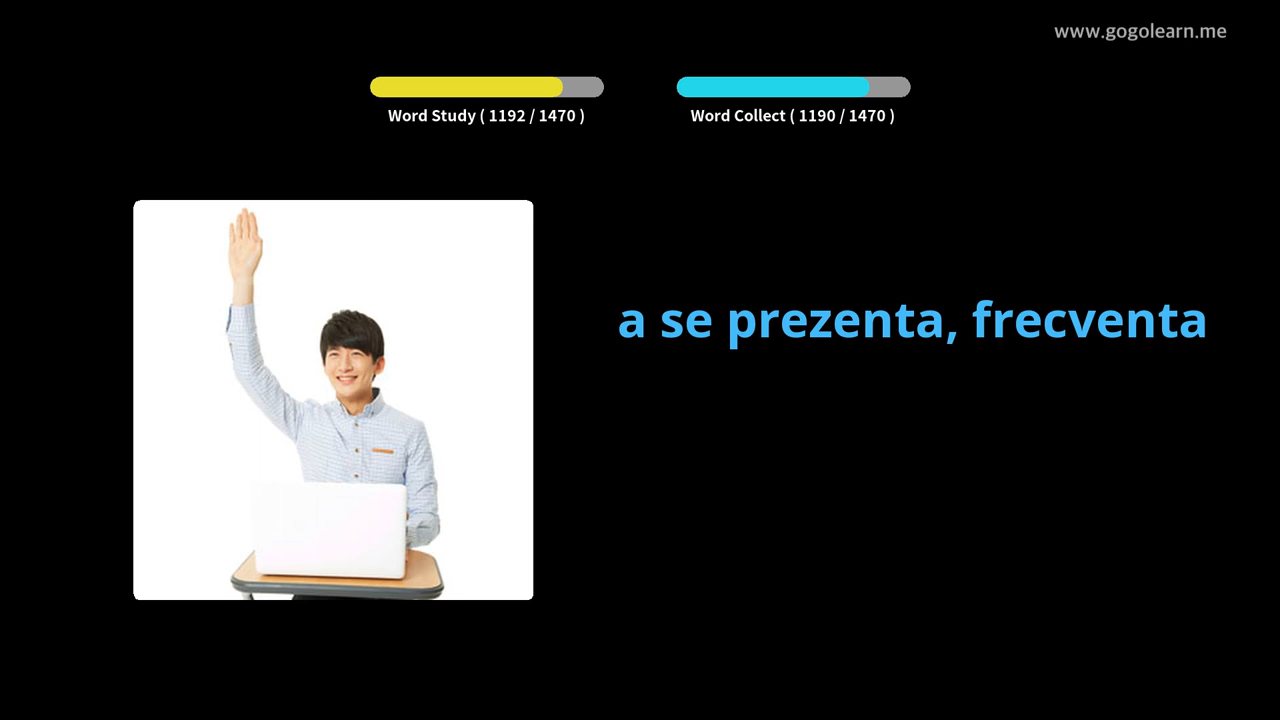 www.gogolearn.me
Word Study ( 1192 / 1470 )
Word Collect ( 1190 / 1470 )
a se prezenta, frecventa